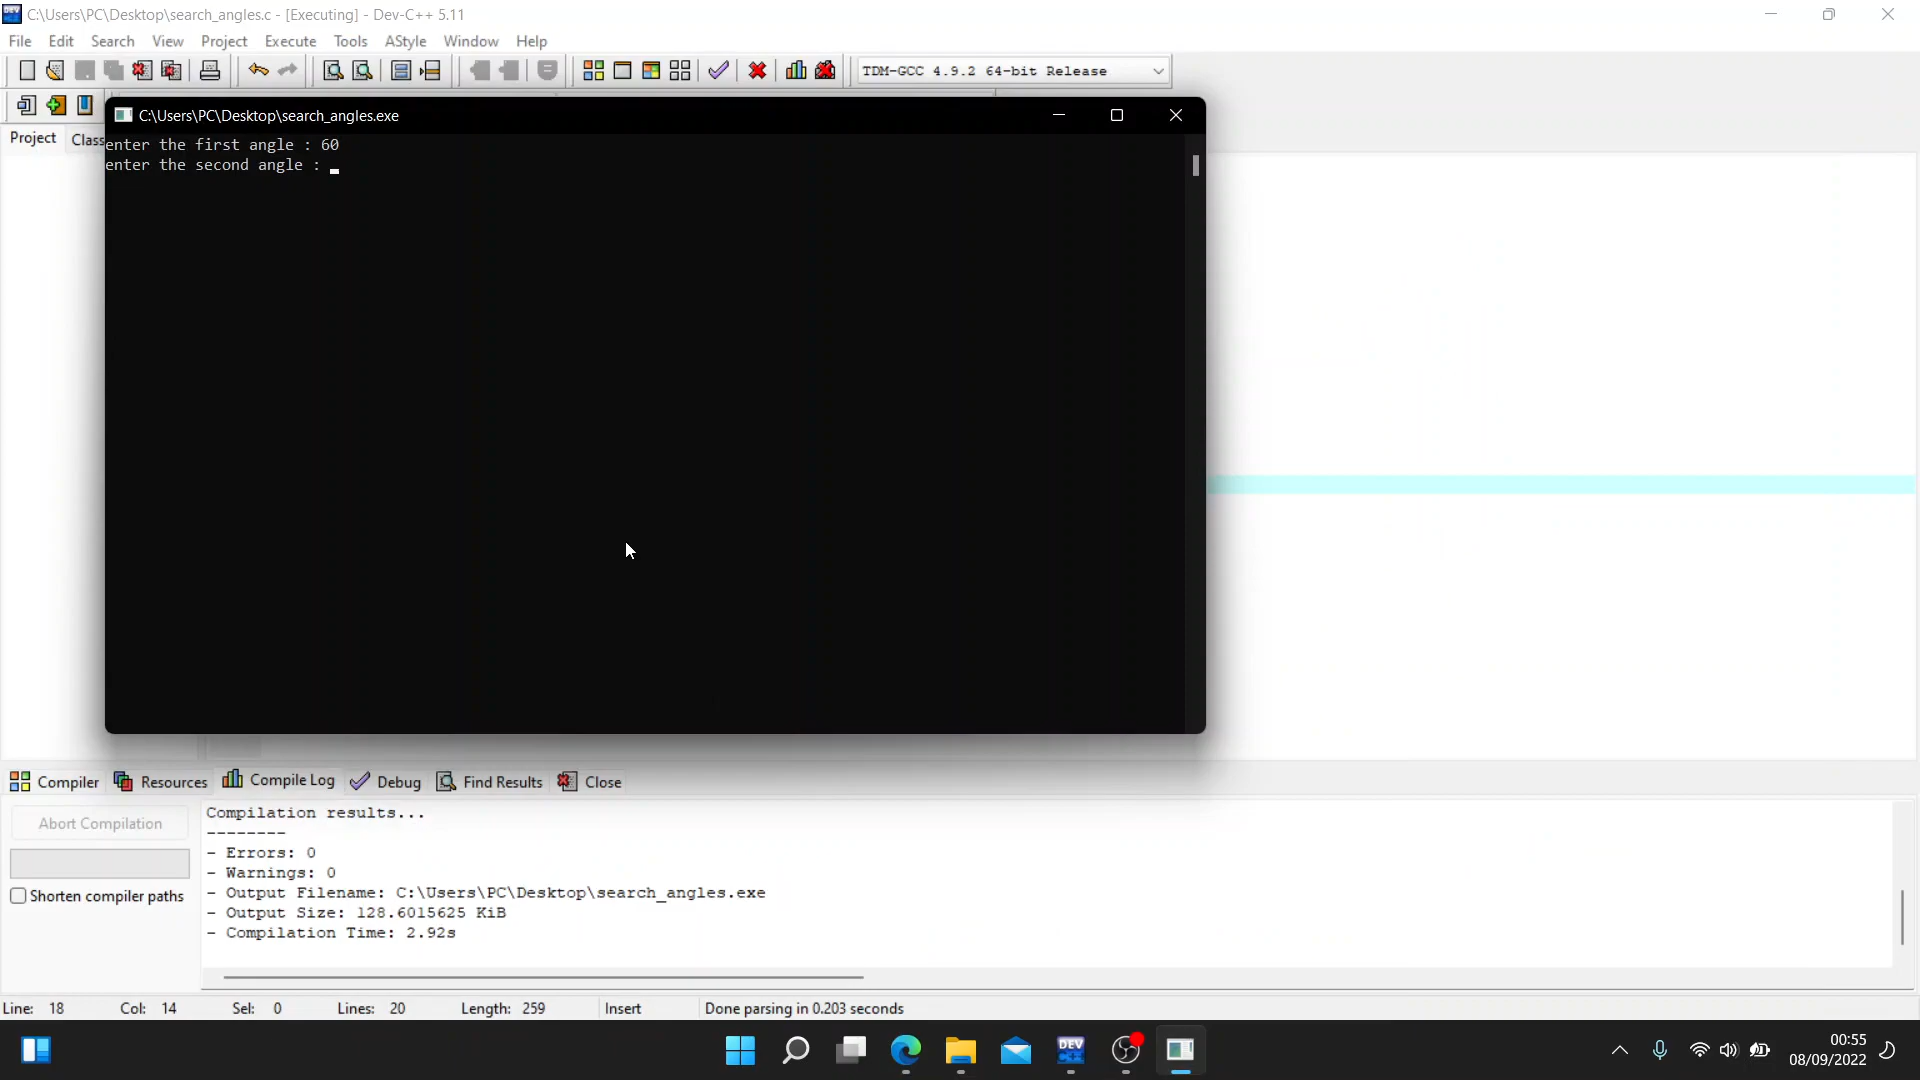 C:\Users\PC\Desktop\search_angles.c - [Executing] - Dev-C++ 5.11
File Edit Search View Project Execute Tools AStyle Window Help
TDM-GCC 4.9.2 64-bit Release
C:\Users\PC\Desktop\search_angles.exe
Project Class
enter the first angle : 60
enter the second angle : 
Compiler Resources Compile Log Debug Find Results Close
Abort Compilation
Shorten compiler paths
Compilation results...
--------
- Errors: 0
- Warnings: 0
- Output Filename: C:\Users\PC\Desktop\search_angles.exe
- Output Size: 128.6015625 KiB
- Compilation Time: 2.92s
Line: 18 Col: 14 Sel: 0 Lines: 20 Length: 259 Insert Done parsing in 0.203 seconds
DEV
00:55
08/09/2022